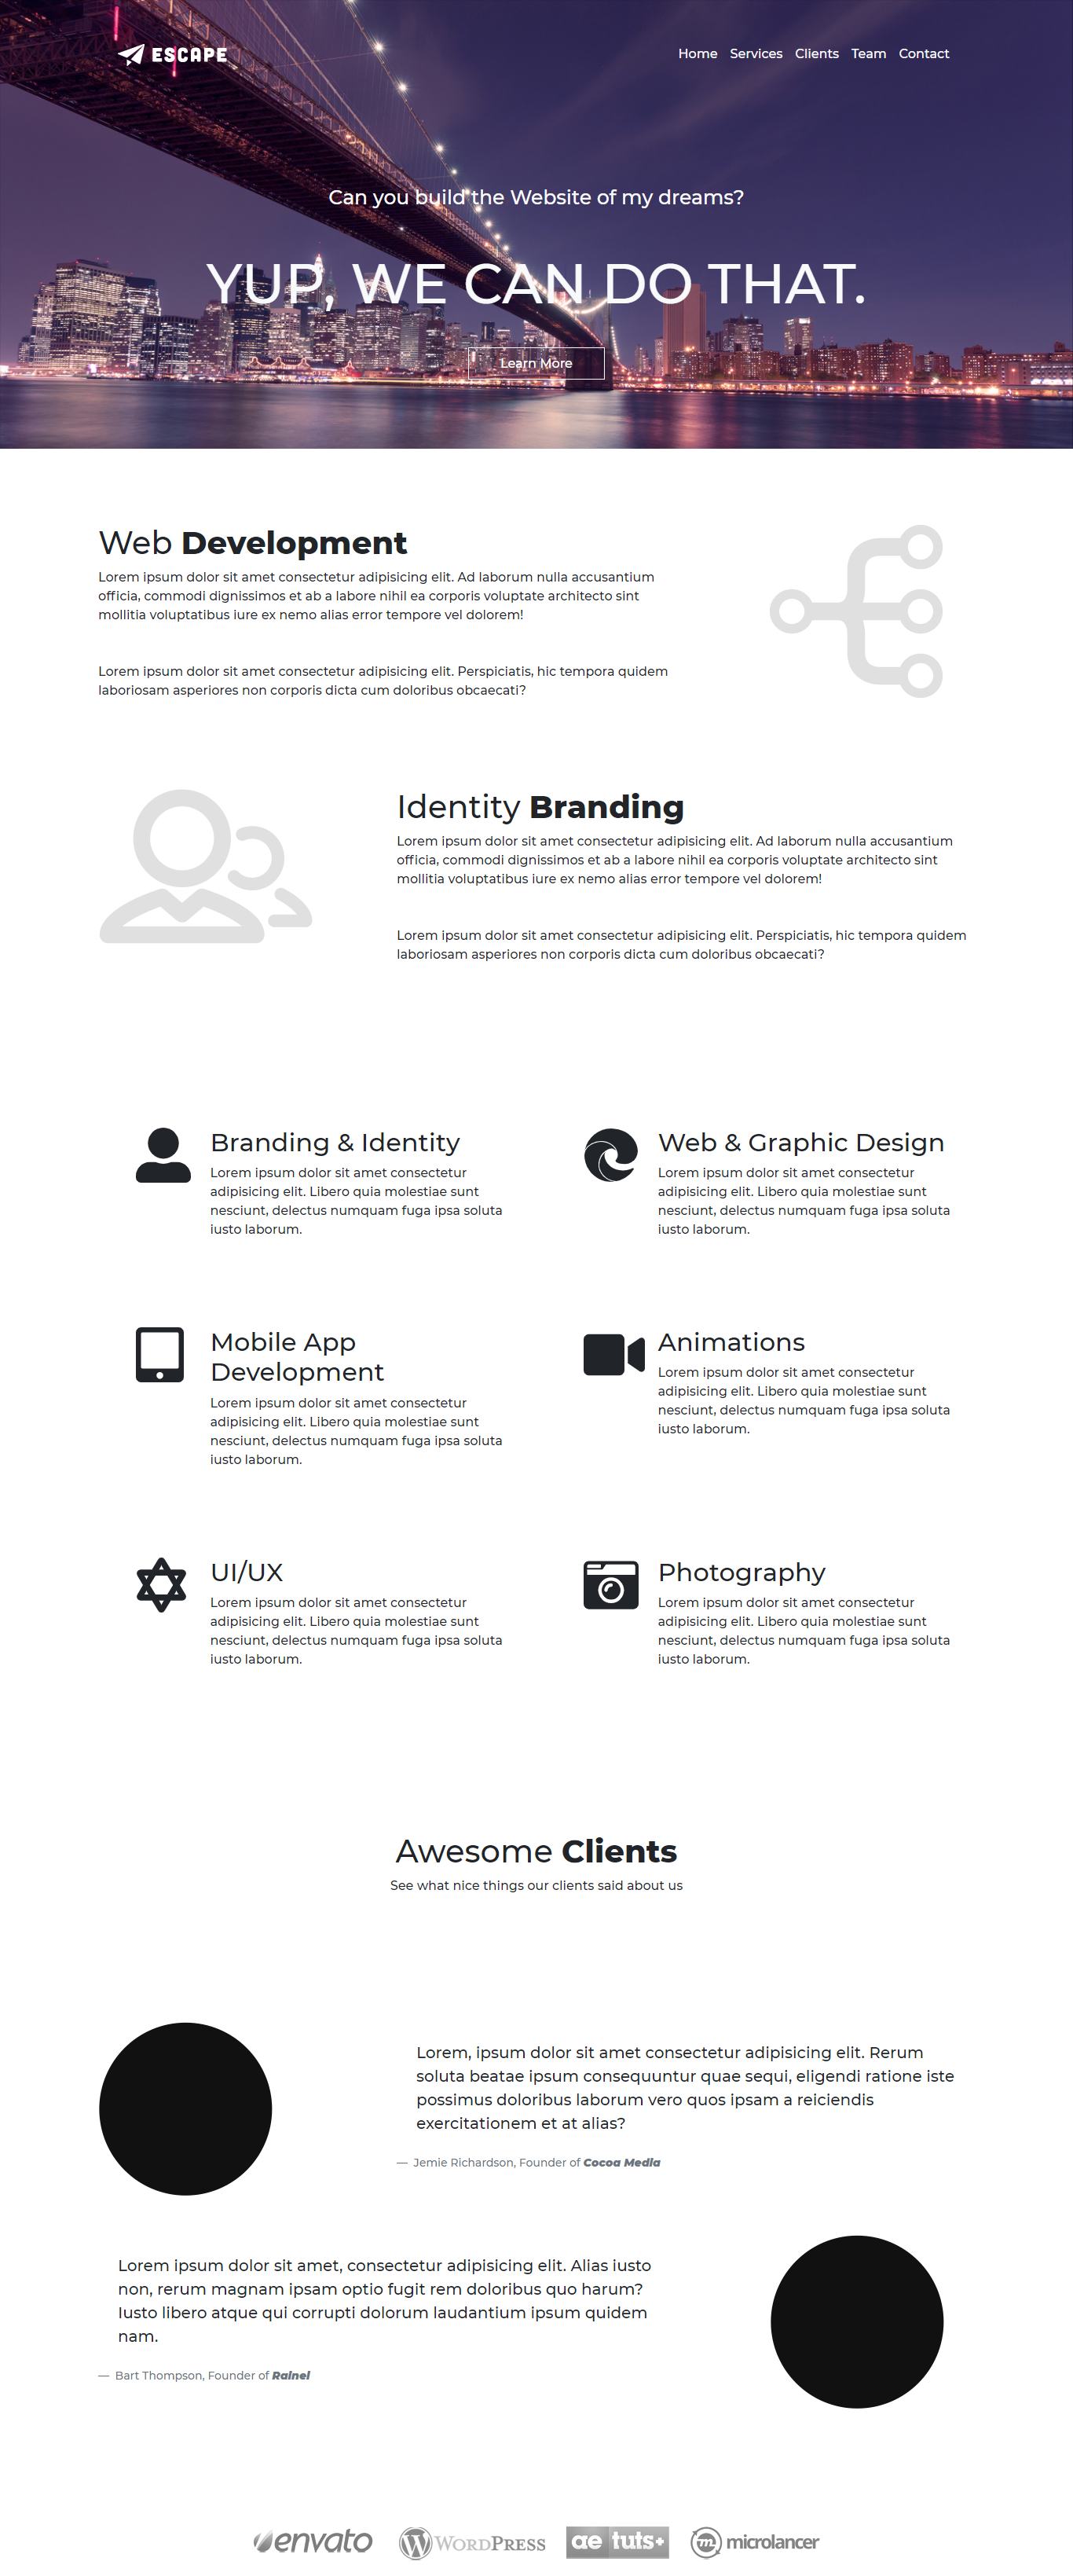 ESCAPE
Home Services Clients Team Contact
Can you build the Website of my dreams?
YUP, WE CAN DO THAT.
Learn More
Web Development
Lorem ipsum dolor sit amet consectetur adipisicing elit. Ad laborum nulla accusantium
officia, commodi dignissimos et ab a labore nihil ea corporis voluptate architecto sint
mollitia voluptatibus iure ex nemo alias error tempore vel dolorem!
Lorem ipsum dolor sit amet consectetur adipisicing elit. Perspiciatis, hic tempora quidem
laboriosam asperiores non corporis dicta cum doloribus obcaecati?
Identity Branding
Lorem ipsum dolor sit amet consectetur adipisicing elit. Ad laborum nulla accusantium
officia, commodi dignissimos et ab a labore nihil ea corporis voluptate architecto sint
mollitia voluptatibus iure ex nemo alias error tempore vel dolorem!
Lorem ipsum dolor sit amet consectetur adipisicing elit. Perspiciatis, hic tempora quidem
laboriosam asperiores non corporis dicta cum doloribus obcaecati?
Branding & Identity
Lorem ipsum dolor sit amet consectetur
adipisicing elit. Libero quia molestiae sunt
nesciunt, delectus numquam fuga ipsa soluta
iusto laborum.
Web & Graphic Design
Lorem ipsum dolor sit amet consectetur
adipisicing elit. Libero quia molestiae sunt
nesciunt, delectus numquam fuga ipsa soluta
iusto laborum.
Mobile App
Development
Lorem ipsum dolor sit amet consectetur
adipisicing elit. Libero quia molestiae sunt
nesciunt, delectus numquam fuga ipsa soluta
iusto laborum.
Animations
Lorem ipsum dolor sit amet consectetur
adipisicing elit. Libero quia molestiae sunt
nesciunt, delectus numquam fuga ipsa soluta
iusto laborum.
UI/UX
Lorem ipsum dolor sit amet consectetur
adipisicing elit. Libero quia molestiae sunt
nesciunt, delectus numquam fuga ipsa soluta
iusto laborum.
Photography
Lorem ipsum dolor sit amet consectetur
adipisicing elit. Libero quia molestiae sunt
nesciunt, delectus numquam fuga ipsa soluta
iusto laborum.
Awesome Clients
See what nice things our clients said about us
Lorem, ipsum dolor sit amet consectetur adipisicing elit. Rerum
soluta beatae ipsum consequuntur quae sequi, eligendi ratione iste
possimus doloribus laborum vero quos ipsam a reiciendis
exercitationem et at alias?
— Jemie Richardson, Founder of Cocoa Media
Lorem ipsum dolor sit amet, consectetur adipisicing elit. Alias iusto
non, rerum magnam ipsam optio fugit rem doloribus quo harum?
Iusto libero atque qui corrupti dolorum laudantium ipsum quidem
nam.
— Bart Thompson, Founder of Rainei
envato WORDPRESS ae tuts+ microlancer